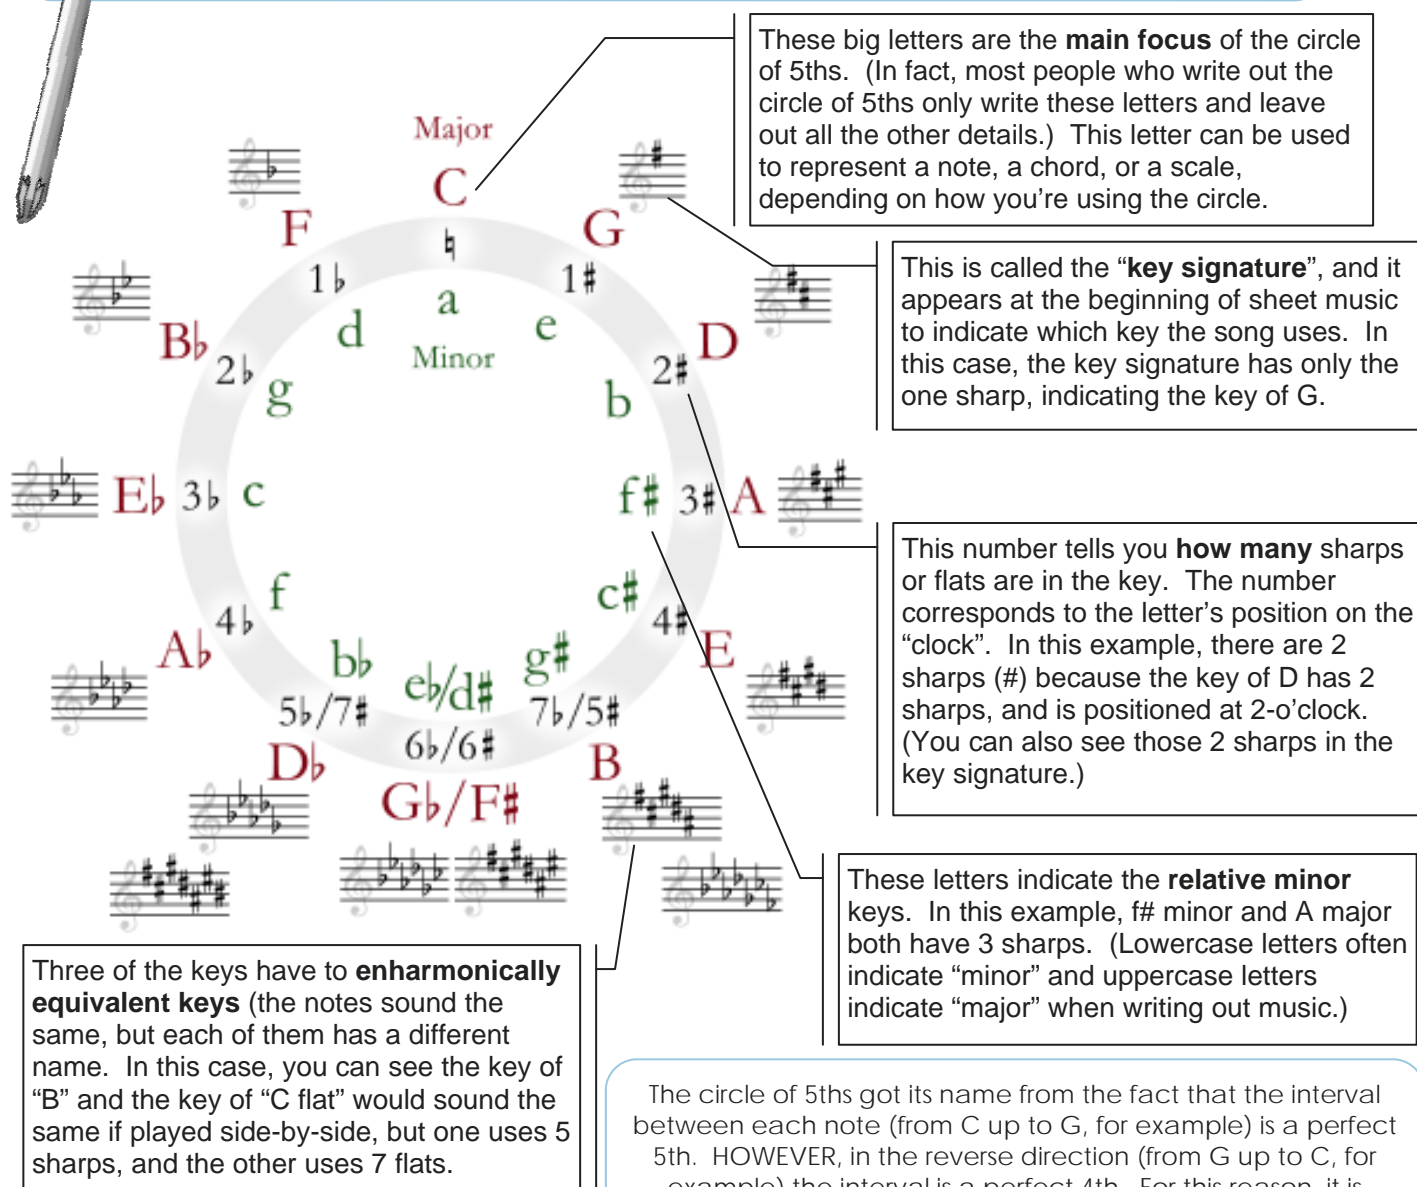 These big letters are the main focus of the circle
of 5ths.  (In fact, most people who write out the
circle of 5ths only write these letters and leave
out all the other details.)  This letter can be used
to represent a note, a chord, or a scale,
depending on how you’re using the circle.
Major
C
♮
a
Minor
G
1♯
e
D
2♯
b
A
3♯
f♯
E
4♯
c♯
B
7♭/5♯
g♯
G♭/F♯
6♭/6♯
e♭/d♯
D♭
5♭/7♯
b♭
A♭
4♭
f
E♭
3♭
c
B♭
2♭
g
F
1♭
d
This is called the “key signature”, and it
appears at the beginning of sheet music
to indicate which key the song uses.  In
this case, the key signature has only the
one sharp, indicating the key of G.
This number tells you how many sharps
or flats are in the key.  The number
corresponds to the letter’s position on the
“clock”.  In this example, there are 2
sharps (#) because the key of D has 2
sharps, and is positioned at 2-o’clock.
(You can also see those 2 sharps in the
key signature.)
These letters indicate the relative minor
keys.  In this example, f# minor and A major
both have 3 sharps.  (Lowercase letters often
indicate “minor” and uppercase letters
indicate “major” when writing out music.)
Three of the keys have to enharmonically
equivalent keys (the notes sound the
same, but each of them has a different
name.  In this case, you can see the key of
“B” and the key of “C flat” would sound the
same if played side-by-side, but one uses 5
sharps, and the other uses 7 flats.
The circle of 5ths got its name from the fact that the interval
between each note (from C up to G, for example) is a perfect
5th.  HOWEVER, in the reverse direction (from G up to C, for
example) the interval is a perfect 4th.  For this reason, it is